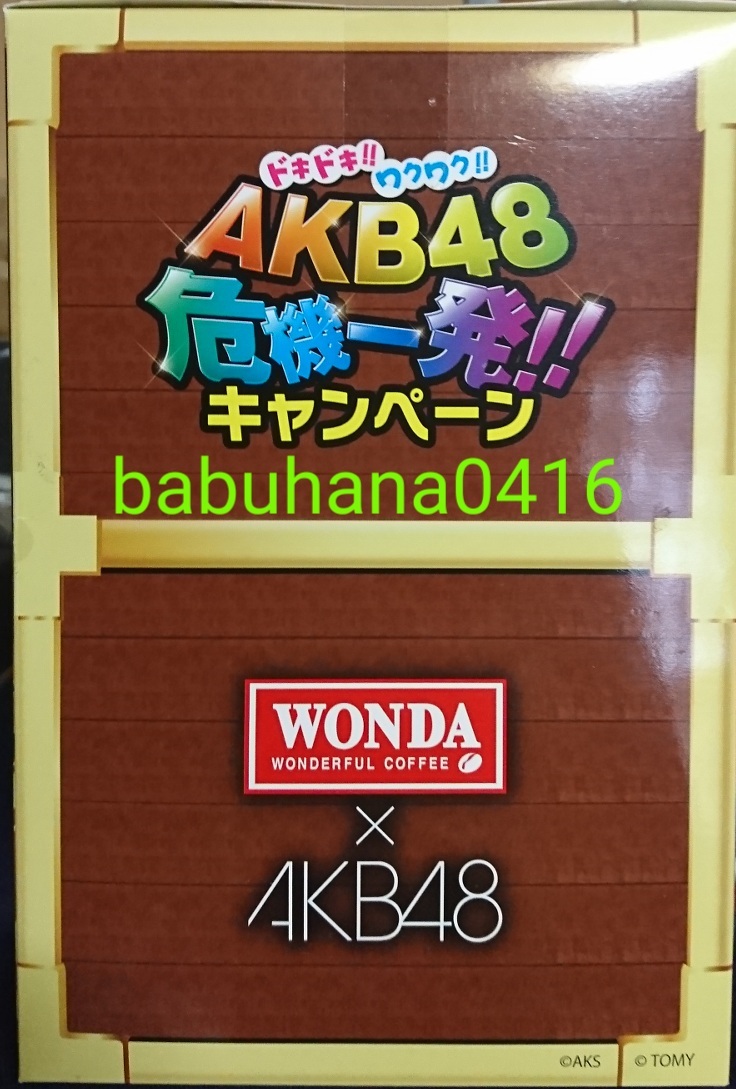 ドキドキ!! ワクワク!!
AKB48
危機一発!!
キャンペーン
babuhana0416
WONDA
WONDERFUL COFFEE
×
AKB48
©AKS © TOMY